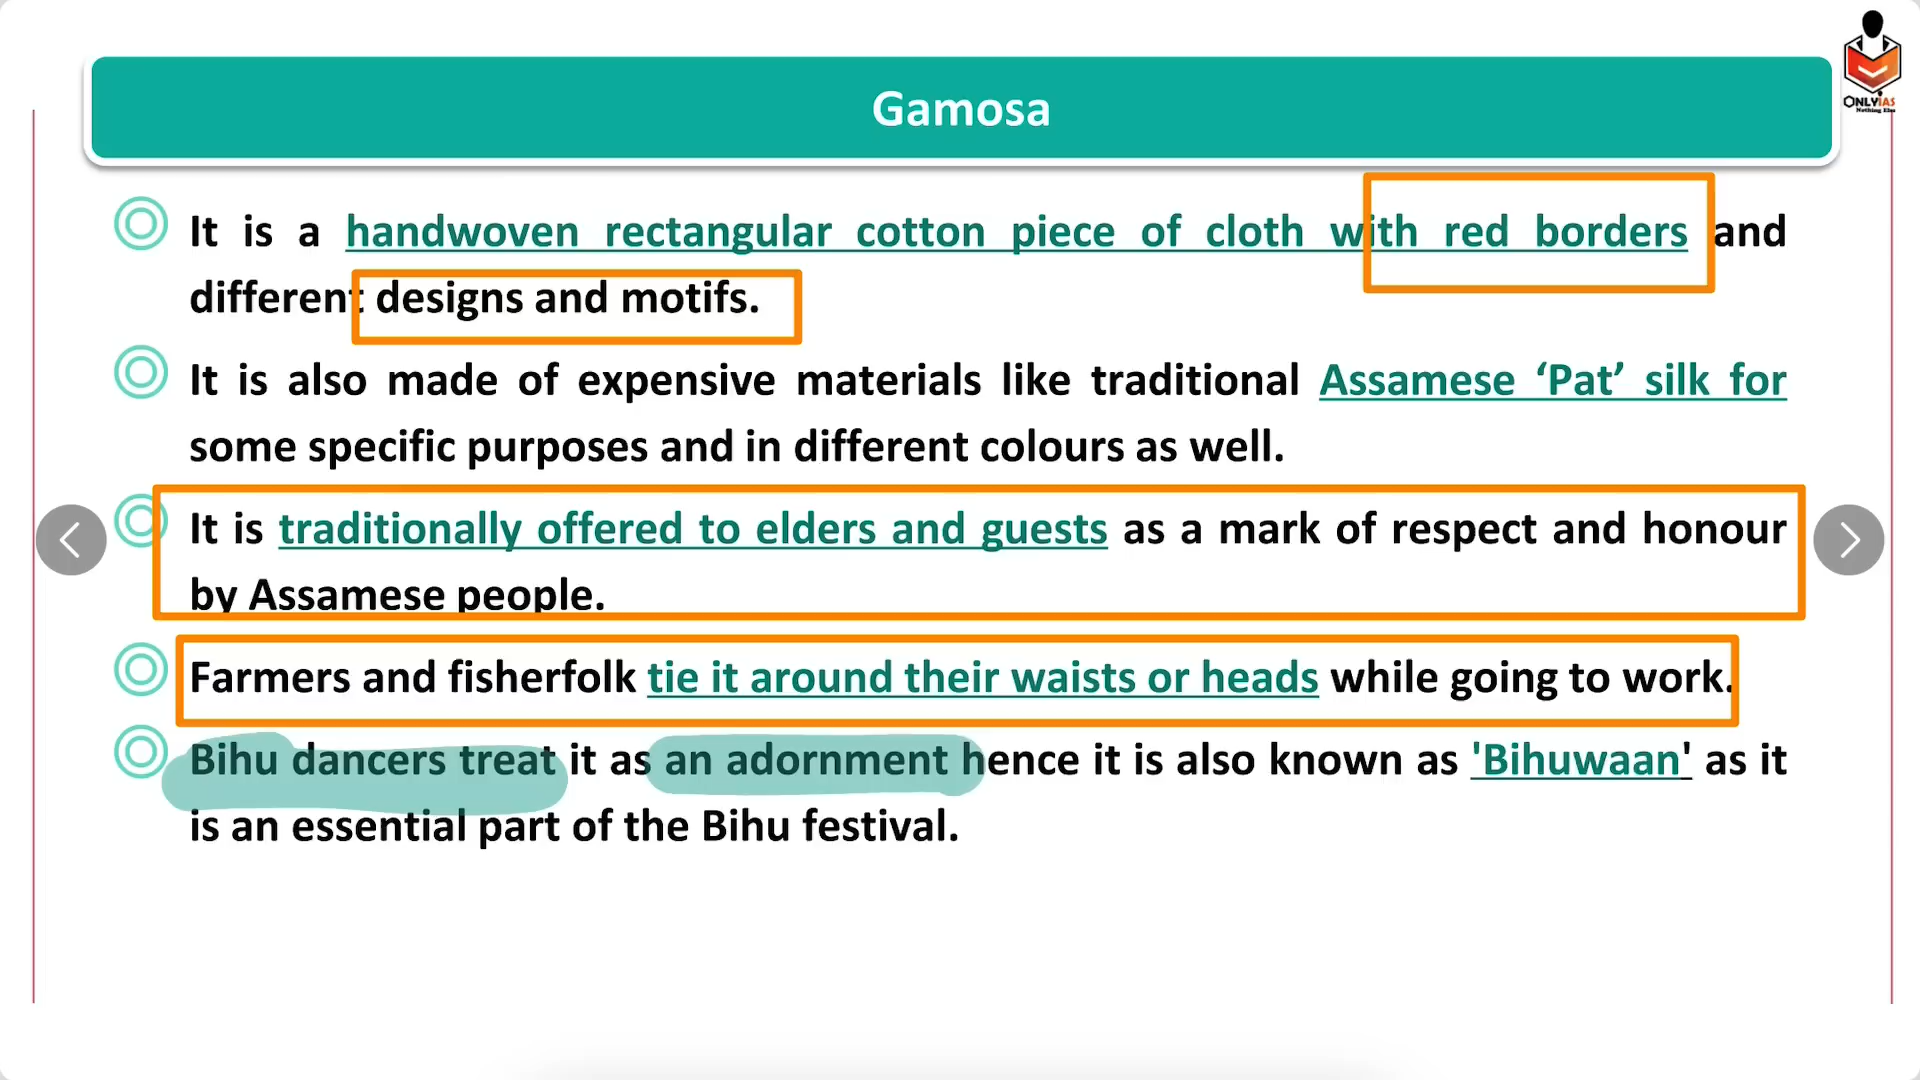 Gamosa
ONLYIAS
Nothing Else
It is a handwoven rectangular cotton piece of cloth with red borders and
different designs and motifs.
It is also made of expensive materials like traditional Assamese ‘Pat’ silk for
some specific purposes and in different colours as well.
It is traditionally offered to elders and guests as a mark of respect and honour
by Assamese people.
Farmers and fisherfolk tie it around their waists or heads while going to work.
Bihu dancers treat it as an adornment hence it is also known as 'Bihuwaan' as it
is an essential part of the Bihu festival.